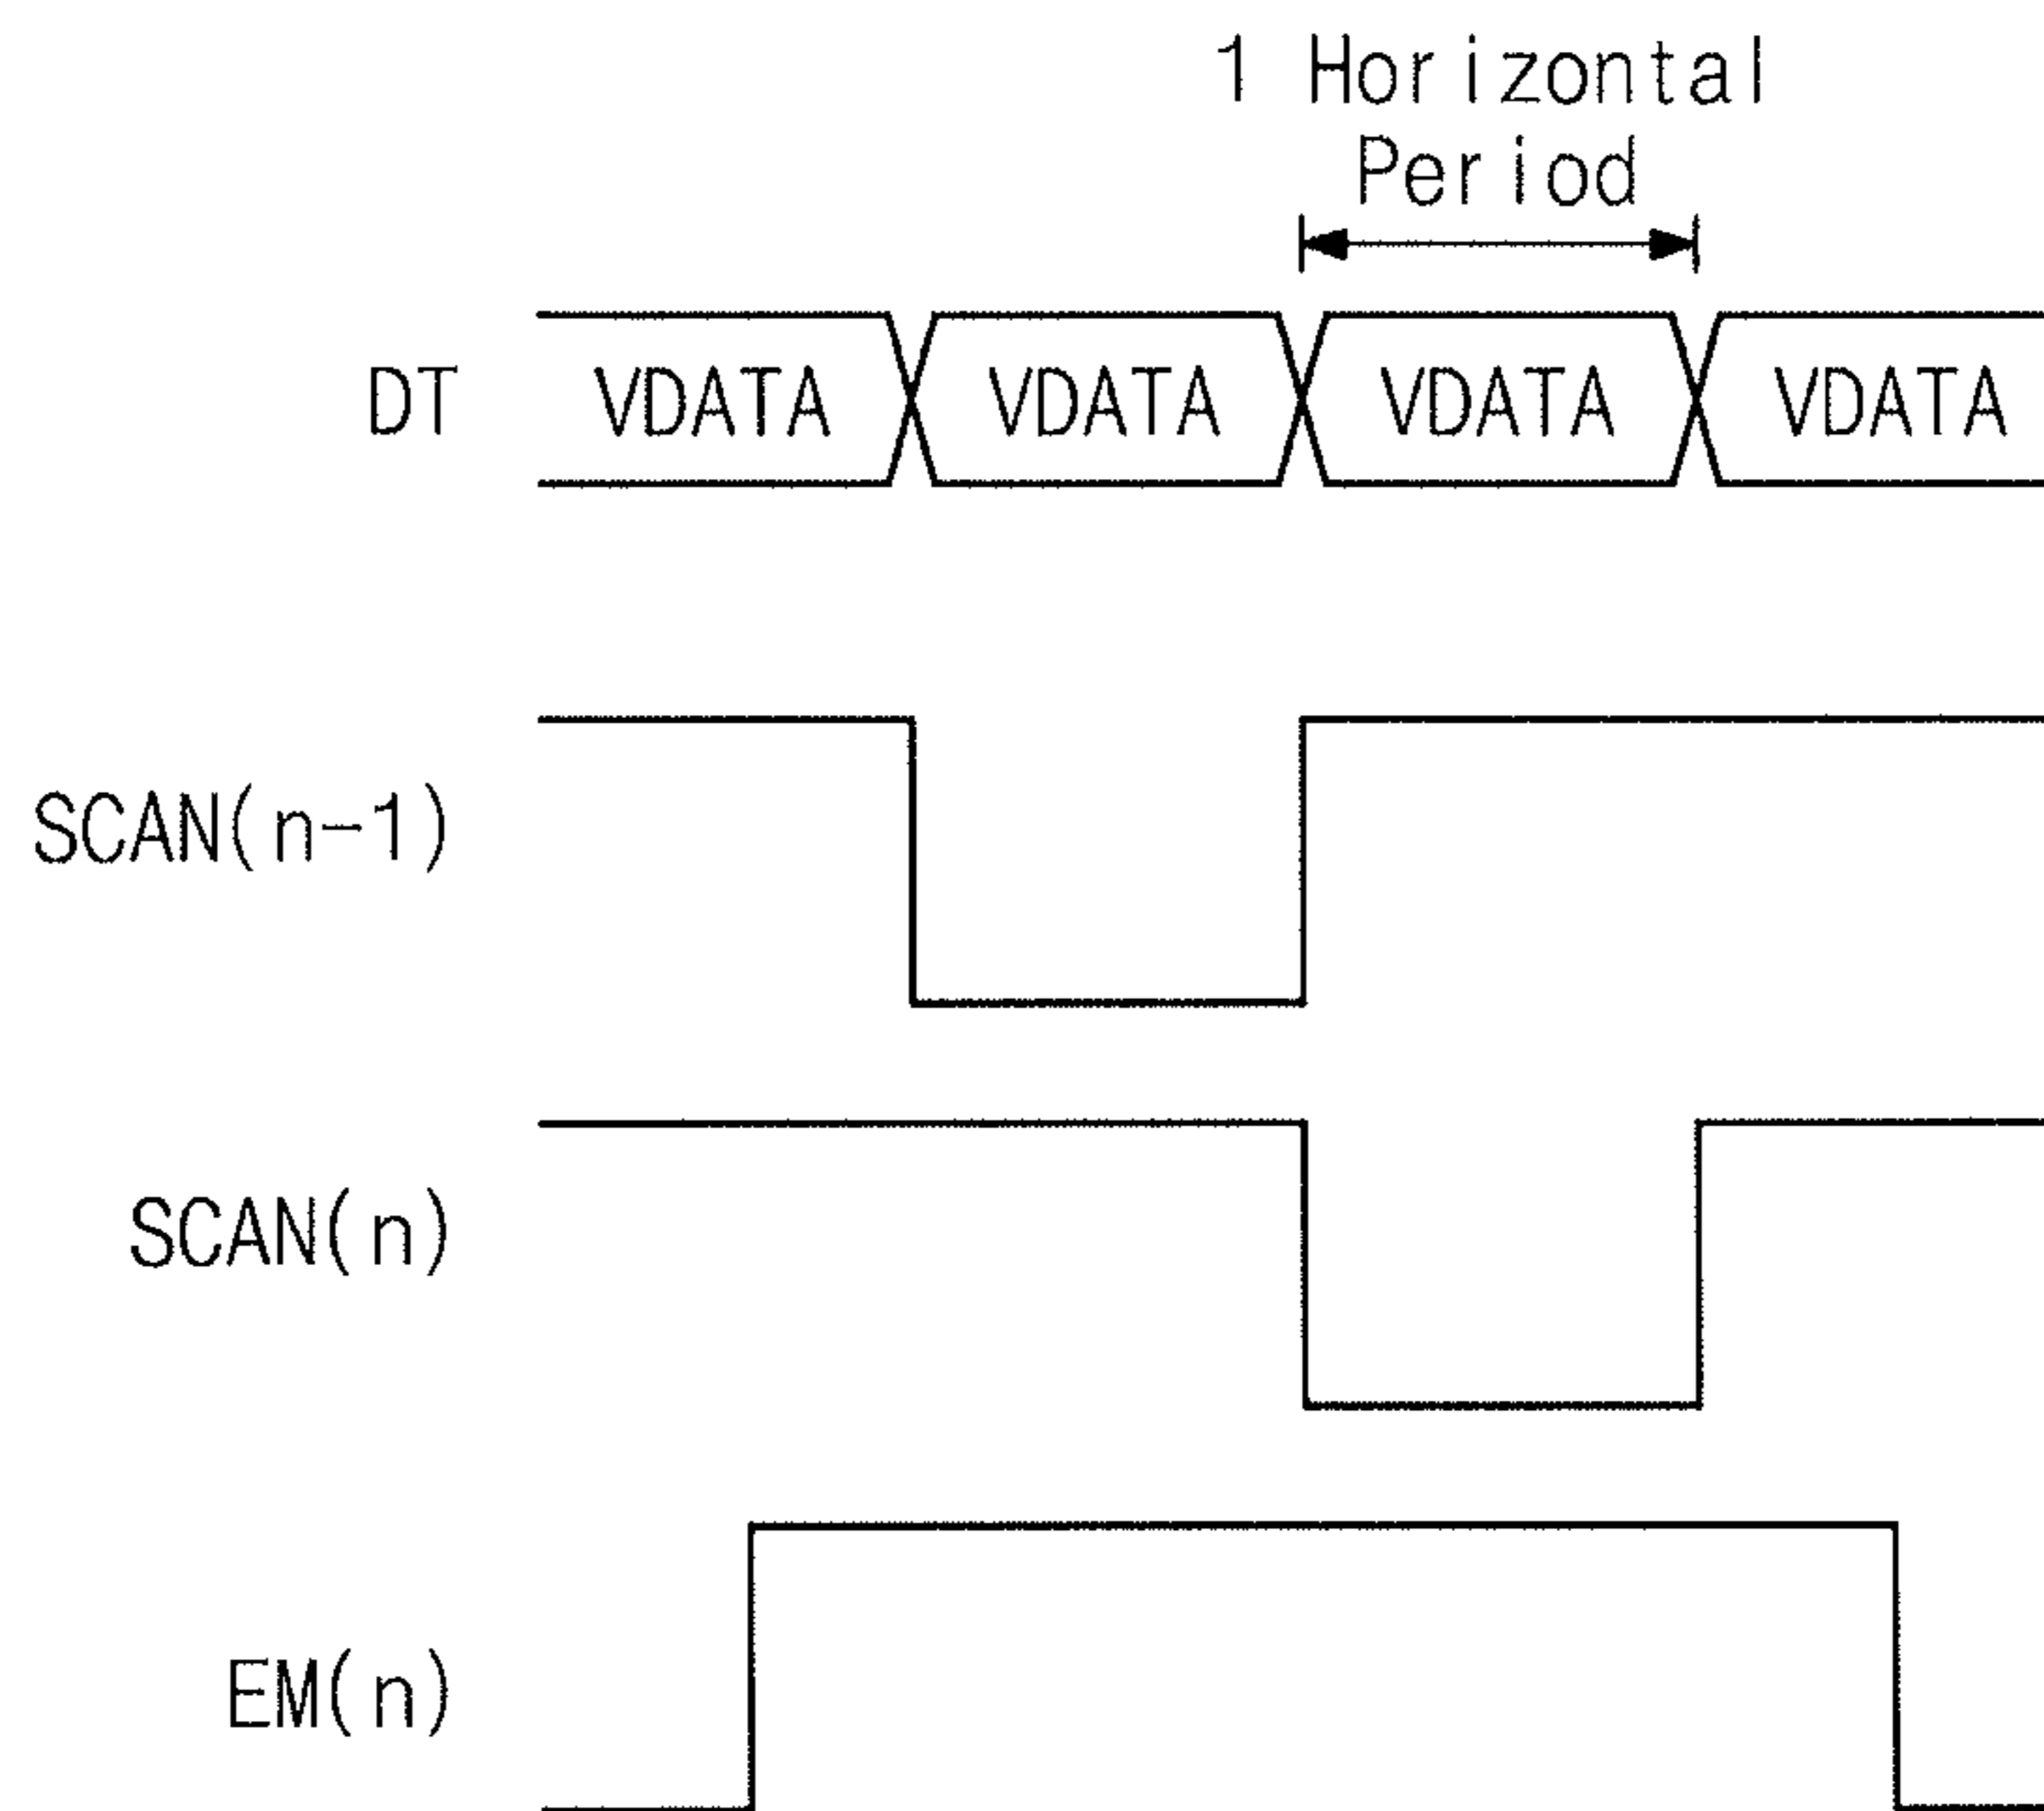 1 Horizontal
Period
DT VDATA VDATA VDATA VDATA
SCAN(n-1)
SCAN(n)
EM(n)